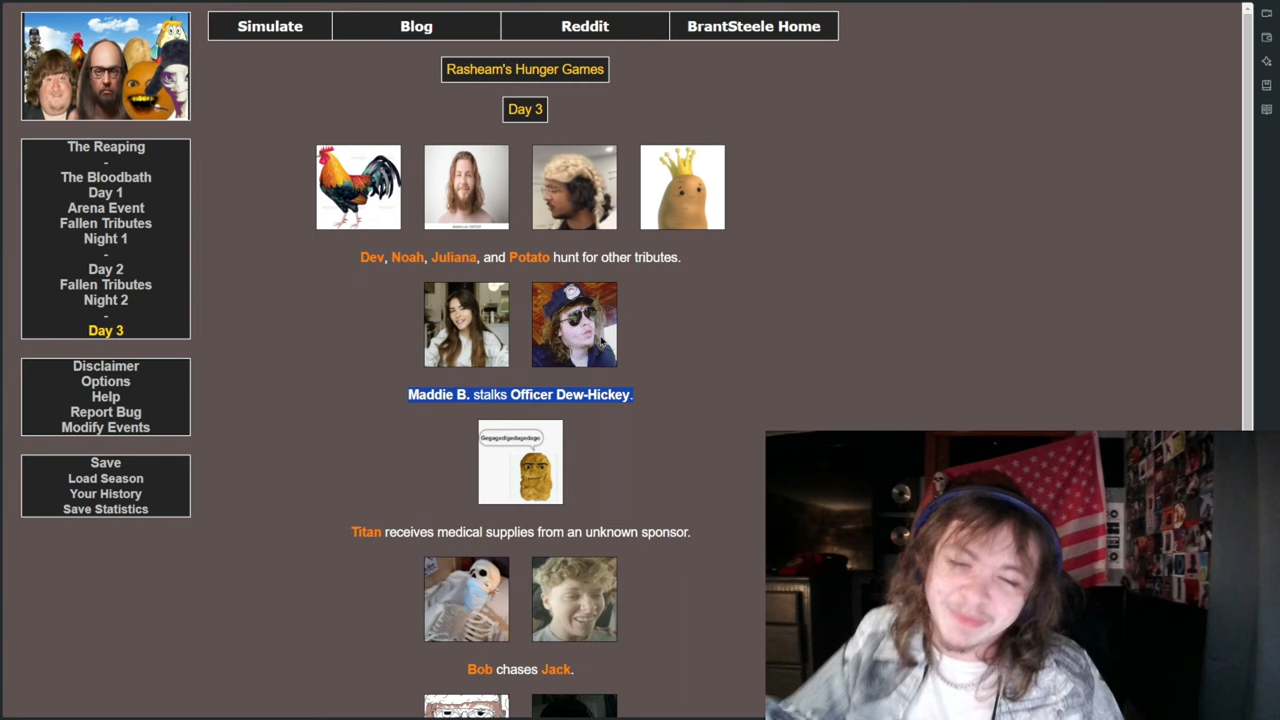 Simulate
Blog
Reddit
BrantSteele Home
Rasheam's Hunger Games
Day 3
The Reaping
-
The Bloodbath
Day 1
Arena Event
Fallen Tributes
Night 1
-
Day 2
Fallen Tributes
Night 2
-
Day 3
Disclaimer
Options
Help
Report Bug
Modify Events
Save
Load Season
Your History
Save Statistics
Dev, Noah, Juliana, and Potato hunt for other tributes.
Maddie B. stalks Officer Dew-Hickey.
Titan receives medical supplies from an unknown sponsor.
Bob chases Jack.